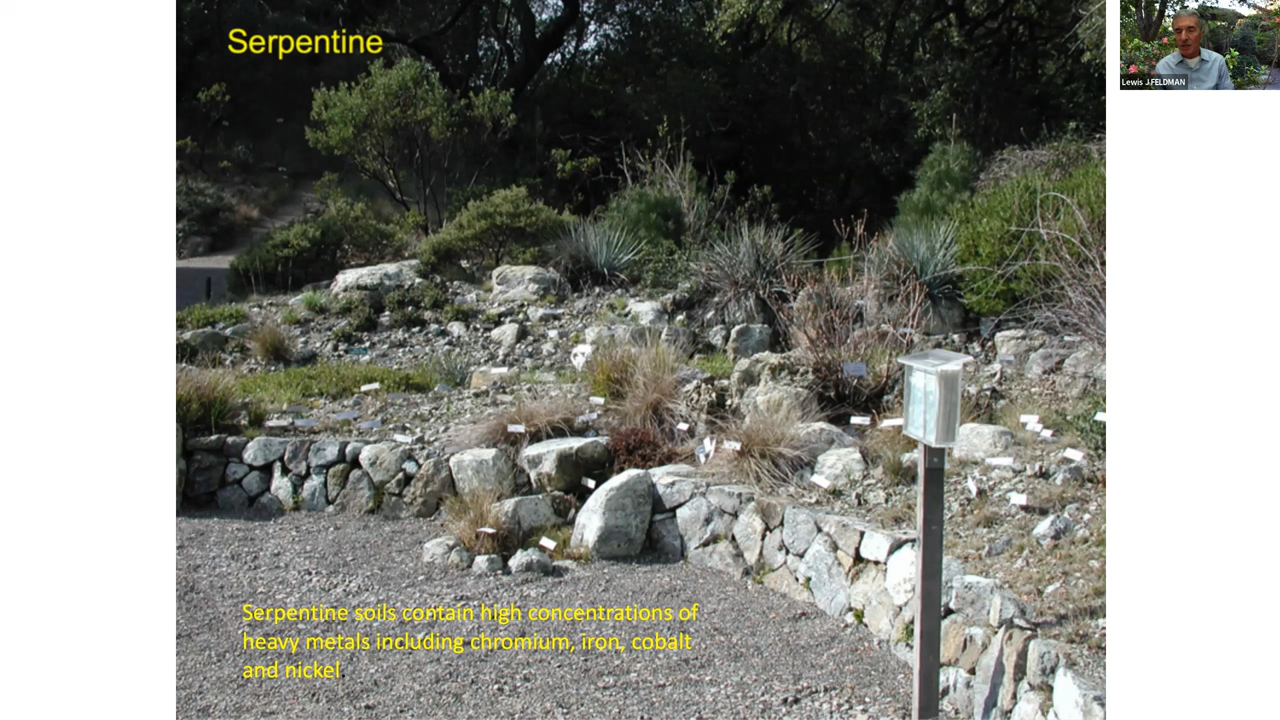 Serpentine
Lewis J FELDMAN
Serpentine soils contain high concentrations of
heavy metals including chromium, iron, cobalt
and nickel